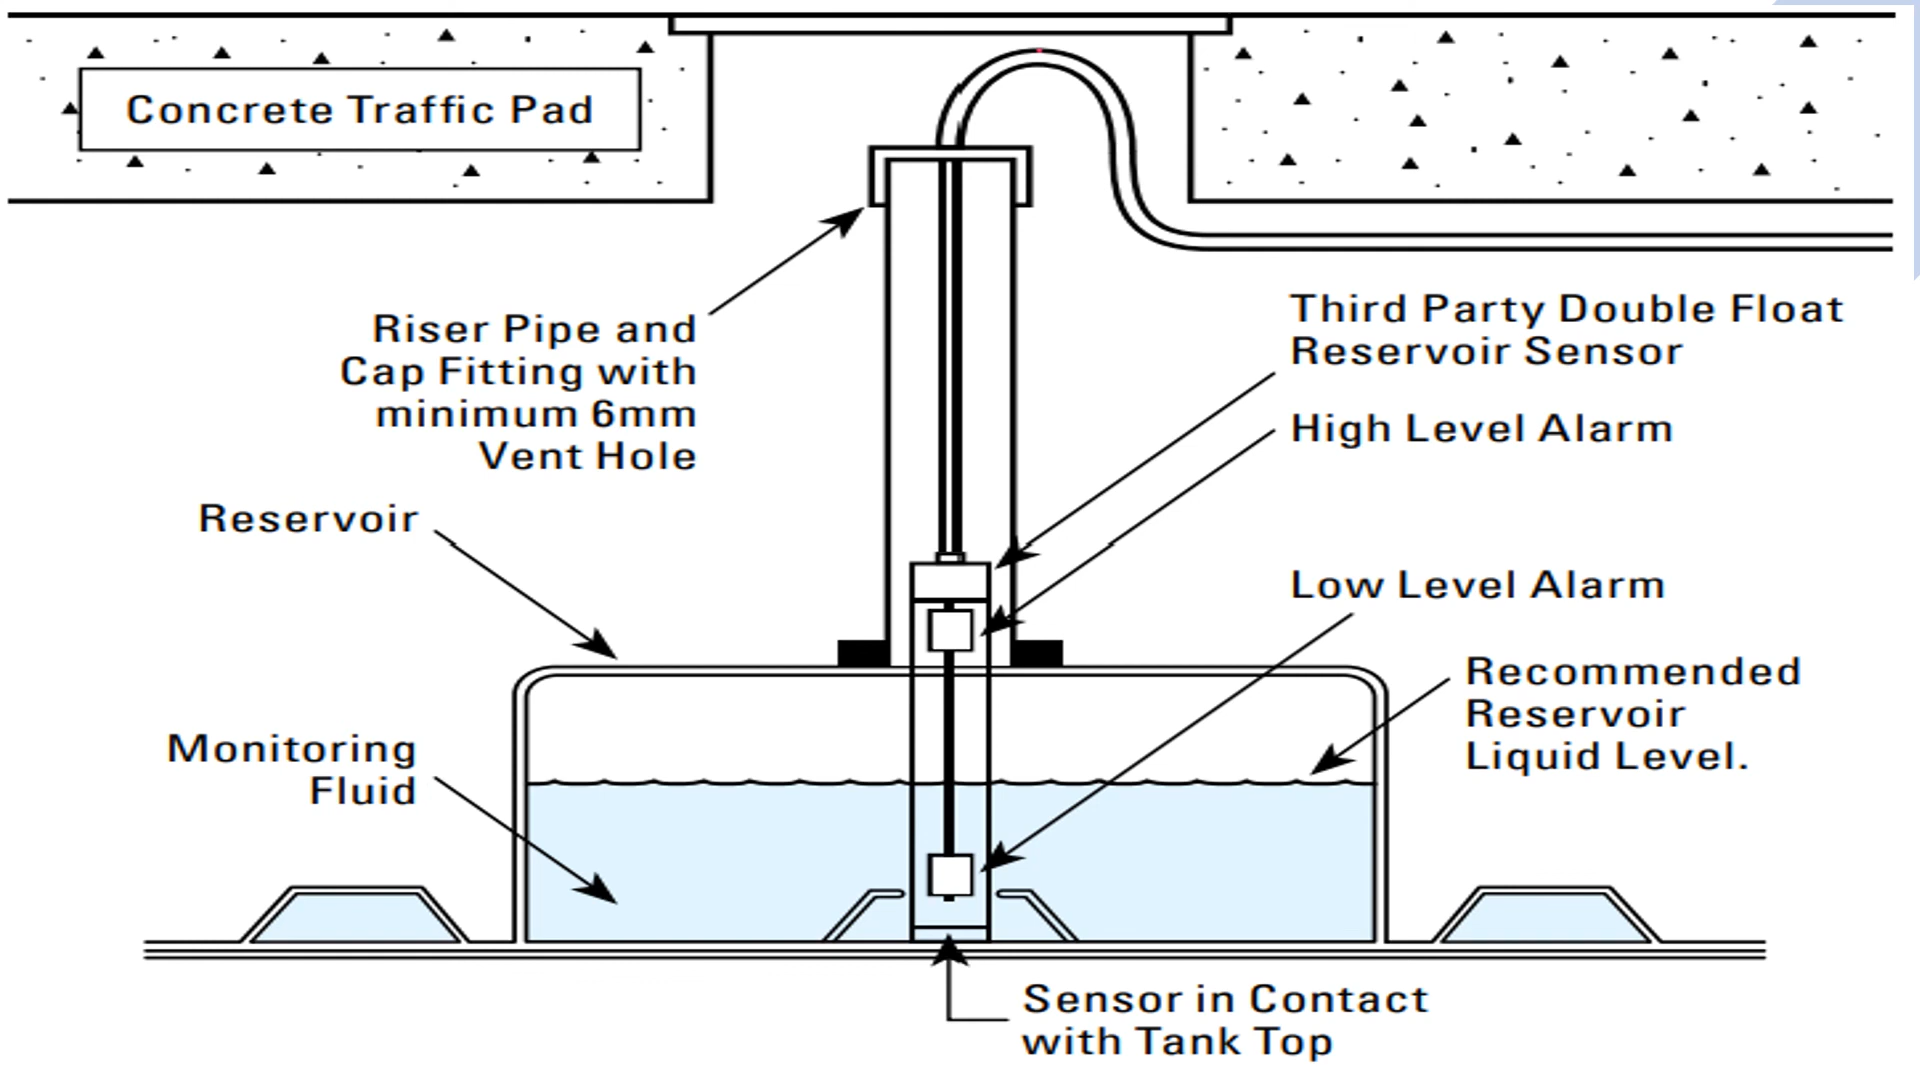 Concrete Traffic Pad
Riser Pipe and
Cap Fitting with
minimum 6mm
Vent Hole
Third Party Double Float
Reservoir Sensor
High Level Alarm
Reservoir
Low Level Alarm
Recommended
Reservoir
Liquid Level.
Monitoring
Fluid
Sensor in Contact
with Tank Top